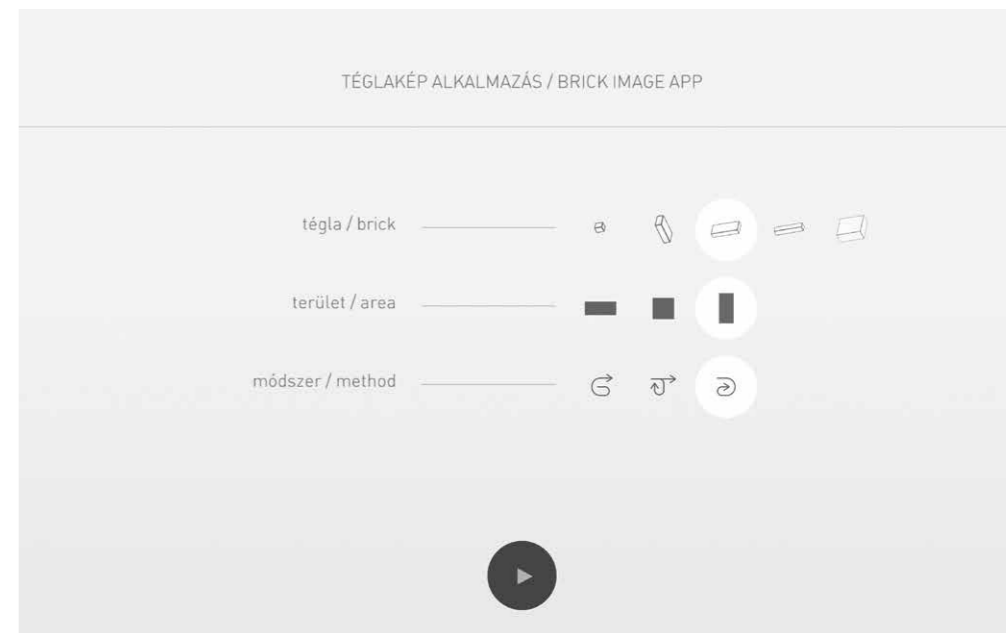 TÉGLAKÉP ALKALMAZÁS / BRICK IMAGE APP
tégla / brick
terület / area
módszer / method